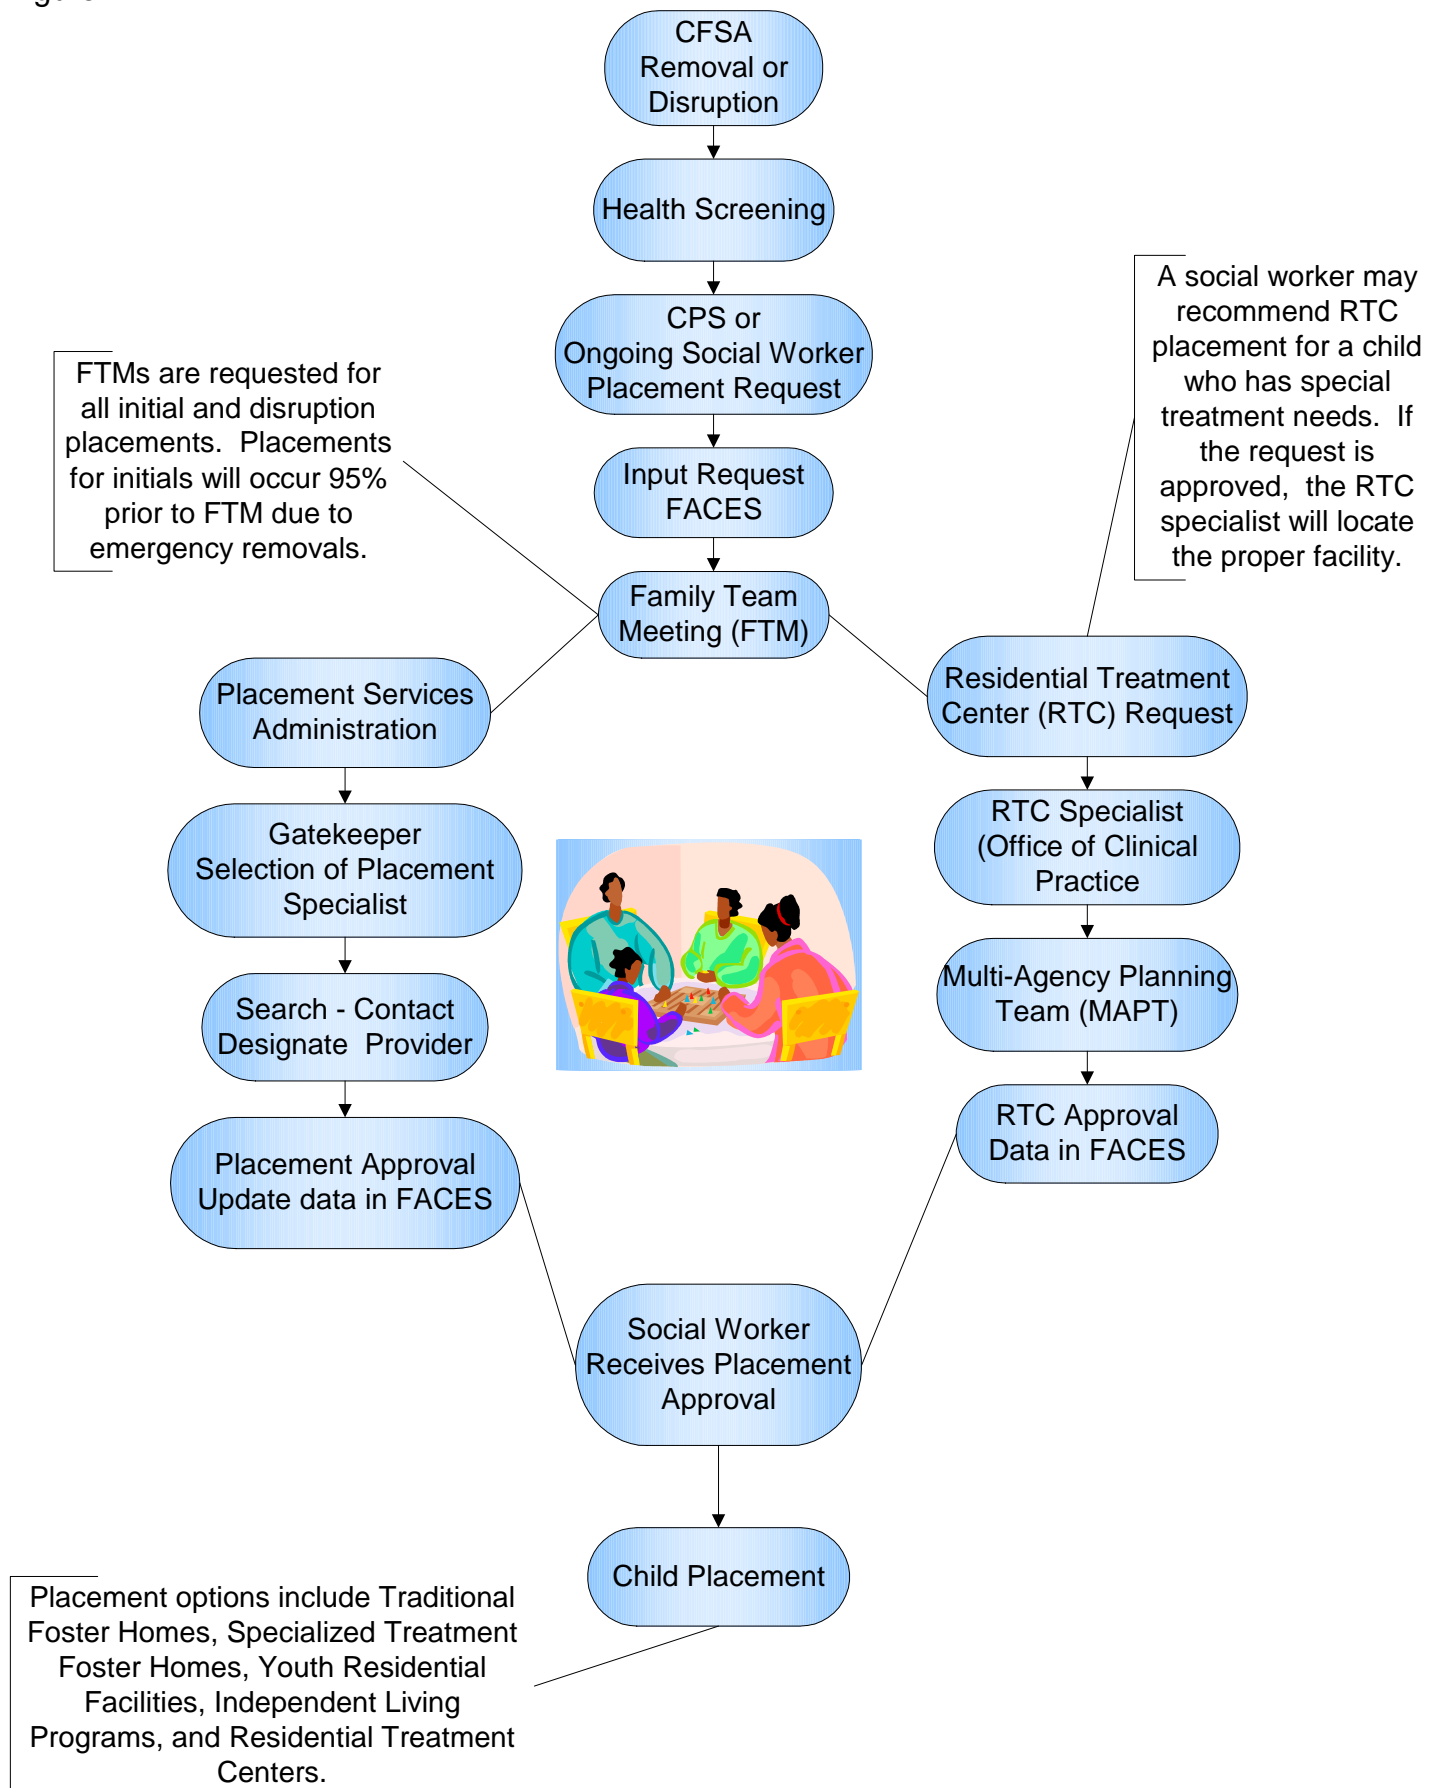 CFSA
Removal or
Disruption
Health Screening
CPS or
Ongoing Social Worker
Placement Request
Input Request
FACES
Family Team
Meeting (FTM)
FTMs are requested for
all initial and disruption
placements.  Placements
for initials will occur 95%
prior to FTM due to
emergency removals.
A social worker may
recommend RTC
placement for a child
who has special
treatment needs.  If
the request is
approved,  the RTC
specialist will locate
the proper facility.
Placement Services
Administration
Gatekeeper
Selection of Placement
Specialist
Search - Contact
Designate  Provider
Placement Approval
Update data in FACES
Residential Treatment
Center (RTC) Request
RTC Specialist
(Office of Clinical
Practice
Multi-Agency Planning
Team (MAPT)
RTC Approval
Data in FACES
Social Worker
Receives Placement
Approval
Child Placement
Placement options include Traditional
Foster Homes, Specialized Treatment
Foster Homes, Youth Residential
Facilities, Independent Living
Programs, and Residential Treatment
Centers.